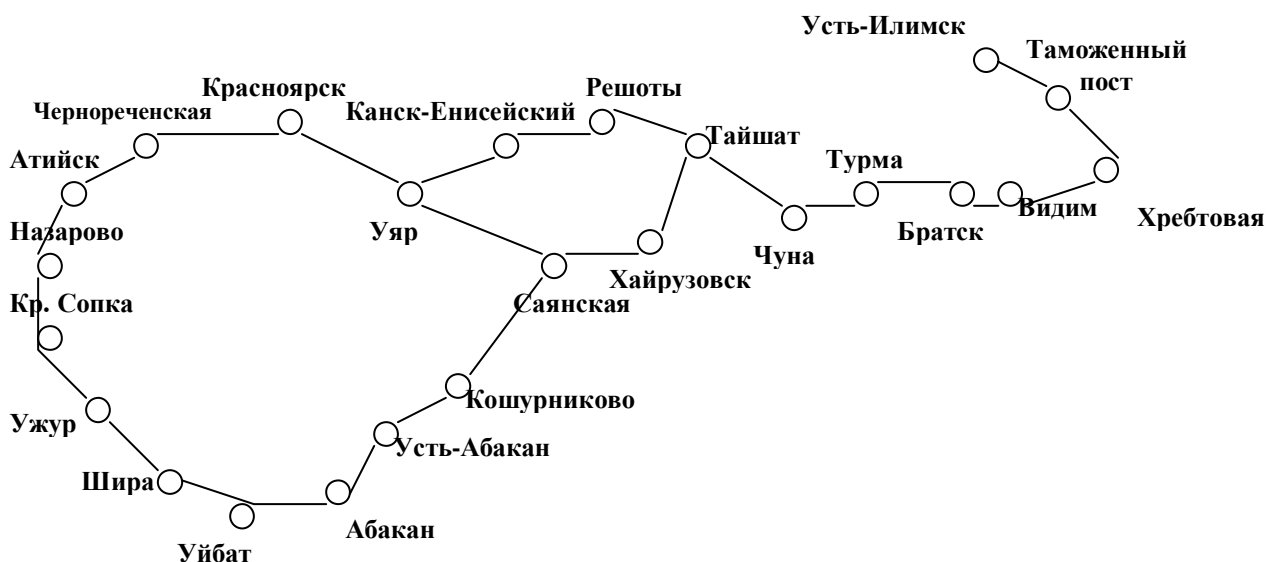 Усть-Илимск
Таможенный
пост
Красноярск
Решоты
Чернореченская
Канск-Енисейский
Тайшат
Атийск
Турма
Назарово
Уяр
Чуна
Братск
Видим
Хребтовая
Хайрузовск
Кр. Сопка
Саянская
Кошурниково
Ужур
Усть-Абакан
Шира
Абакан
Уйбат